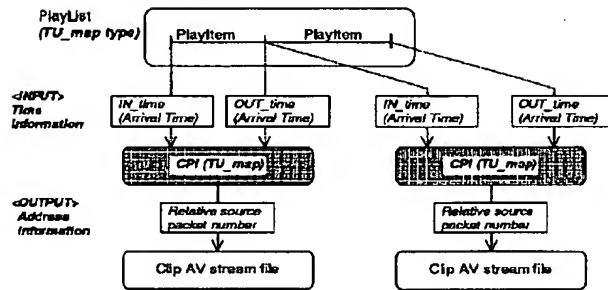 PlayList
(TU_map type)
PlayItem PlayItem
<INPUT>
Time
Information
IN_time
(Arrival Time)
OUT_time
(Arrival Time)
IN_time
(Arrival Time)
OUT_time
(Arrival Time)
CPI (TU_map)
CPI (TU_map)
<OUTPUT>
Address
Information
Relative source
packet number
Relative source
packet number
Clip AV stream file
Clip AV stream file